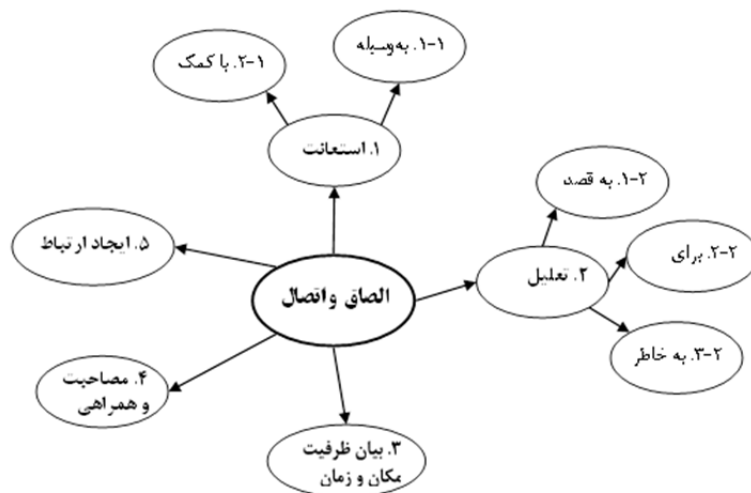 ۱-۱. به‌وسیله
۱-۲. با کمک
۱. استعانت
۲-۱. به قصد
۲-۲. برای
۵. ایجاد ارتباط
۲. تعلیل
الصاق و اتصال
۲-۳. به خاطر
۴. مصاحبت
و همراهی
۳. بیان ظرفیت
مکان و زمان